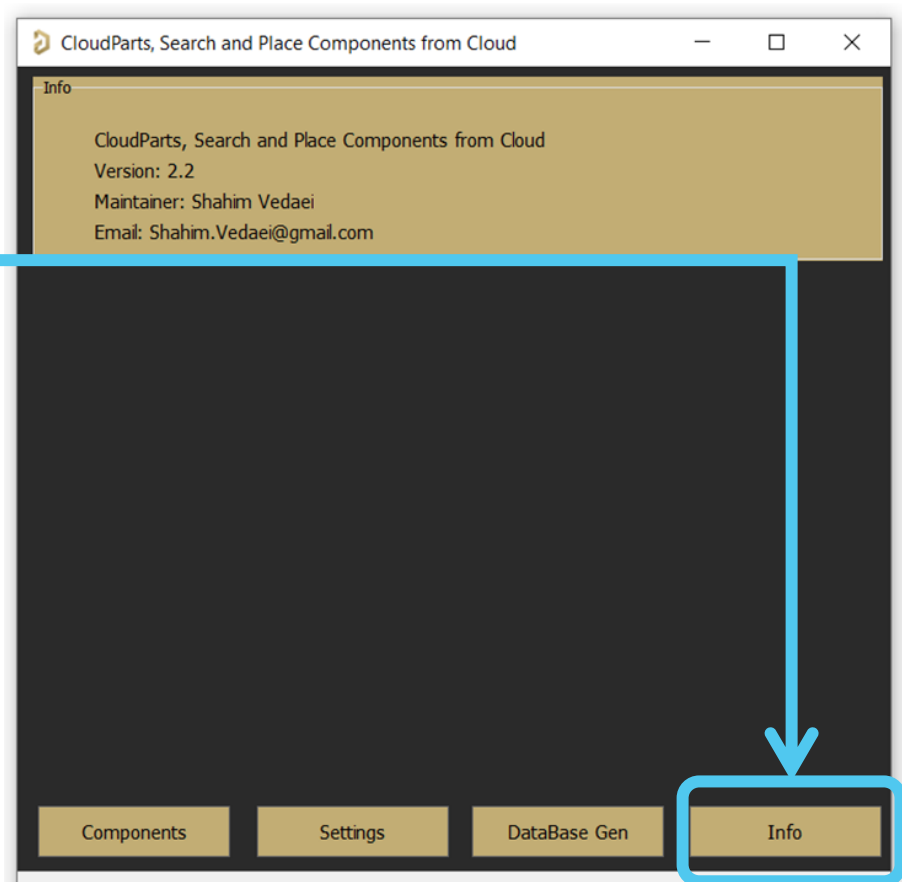 CloudParts, Search and Place Components from Cloud
Info
CloudParts, Search and Place Components from Cloud
Version: 2.2
Maintainer: Shahim Vedaei
Email: Shahim.Vedaei@gmail.com
Components Settings DataBase Gen Info